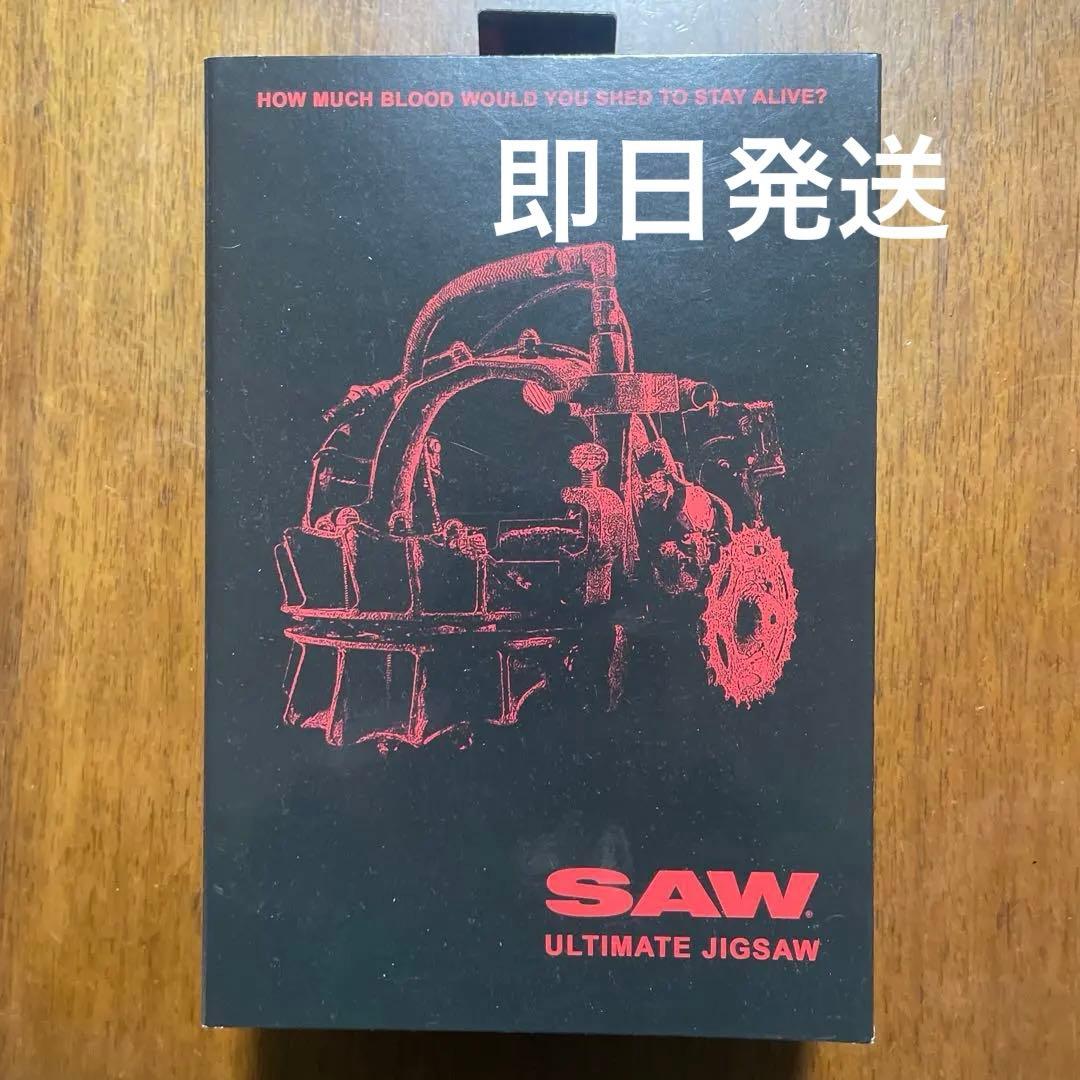 HOW MUCH BLOOD WOULD YOU SHED TO STAY ALIVE?
即日発送
SAW®
ULTIMATE JIGSAW